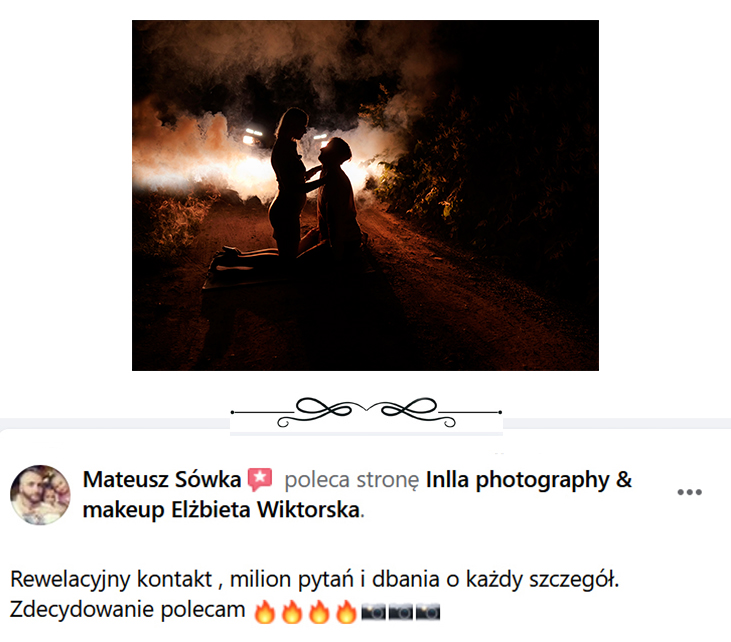 Mateusz Sówka poleca stronę Inlla photography &
makeup Elżbieta Wiktorska.
Rewelacyjny kontakt , milion pytań i dbania o każdy szczegół.
Zdecydowanie polecam 🔥🔥🔥🔥📷📷📷